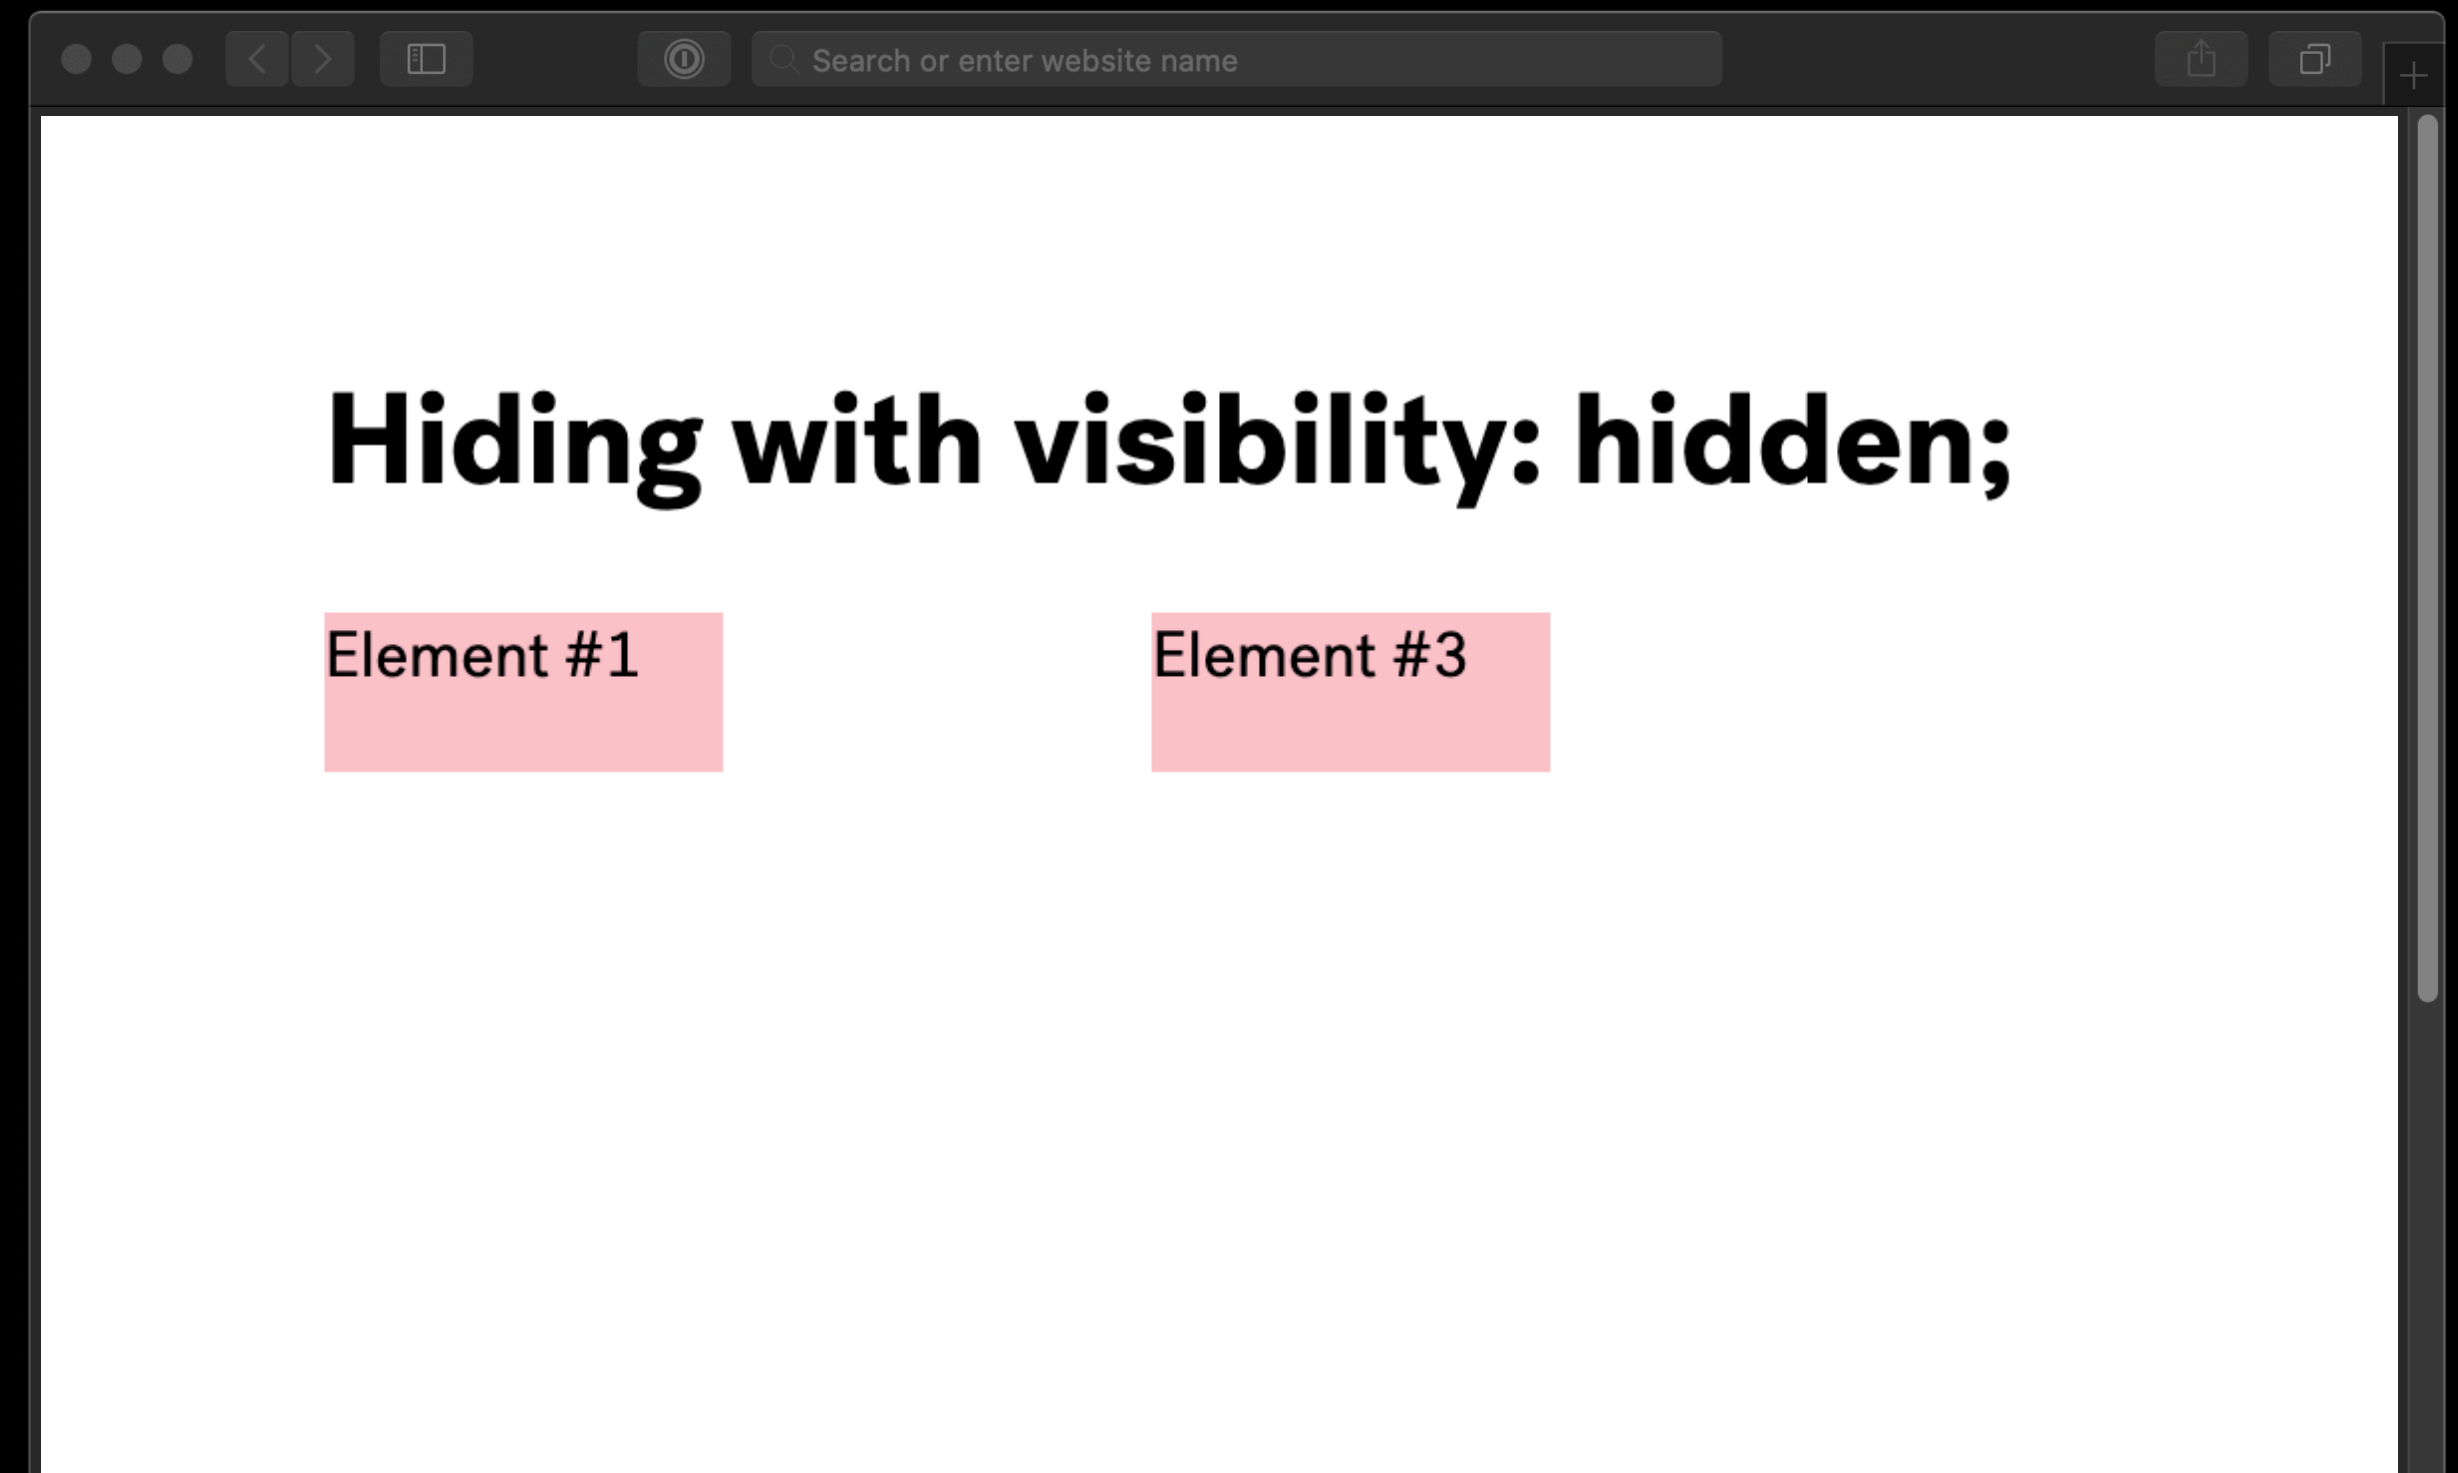 Search or enter website name
Hiding with visibility: hidden;
Element #1
Element #3